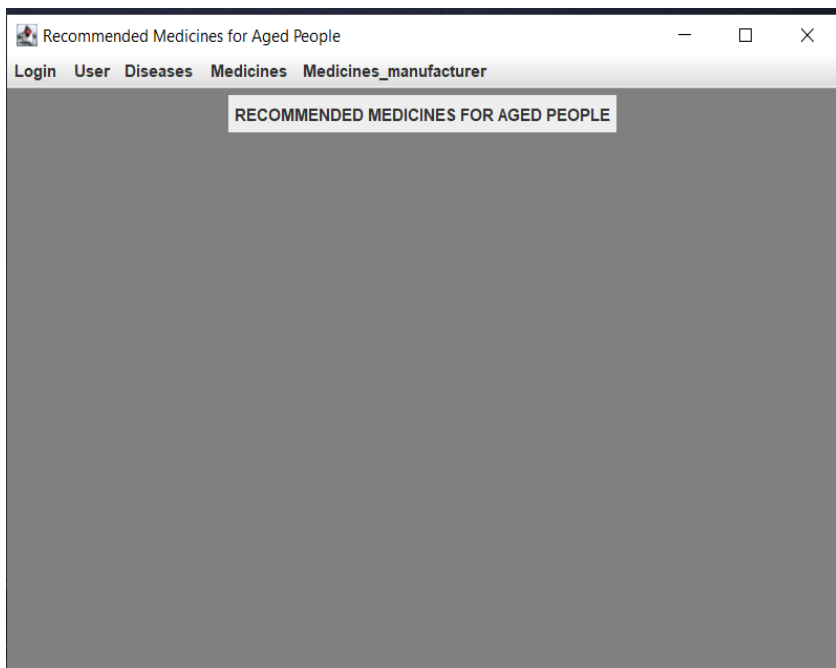 Recommended Medicines for Aged People
Login User Diseases Medicines Medicines_manufacturer
RECOMMENDED MEDICINES FOR AGED PEOPLE